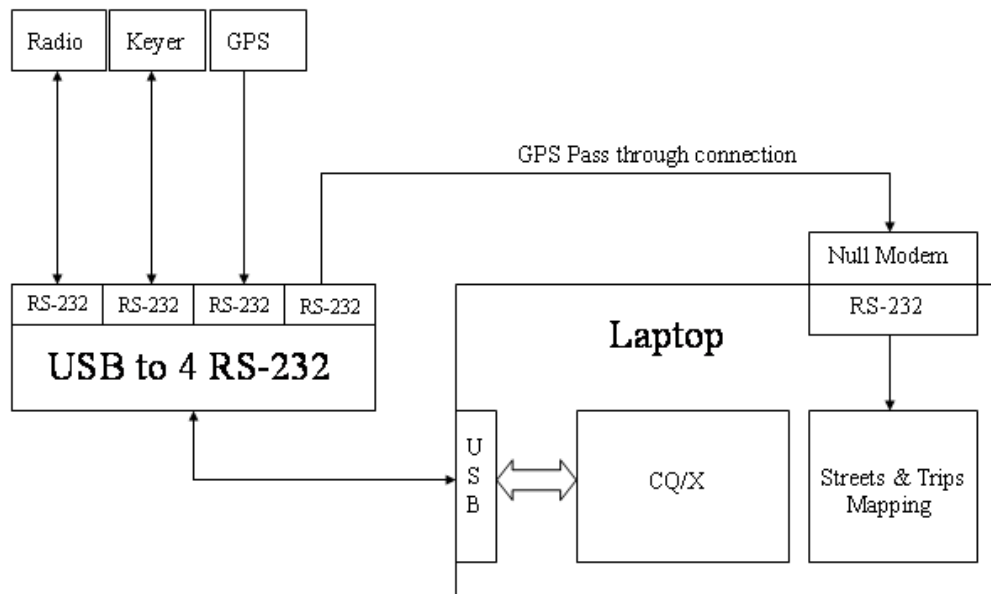 Radio
Keyer
GPS
GPS Pass through connection
Null Modem
RS-232
RS-232
RS-232
RS-232
RS-232
Laptop
USB to 4 RS-232
U
S
B
CQ/X
Streets & Trips
Mapping